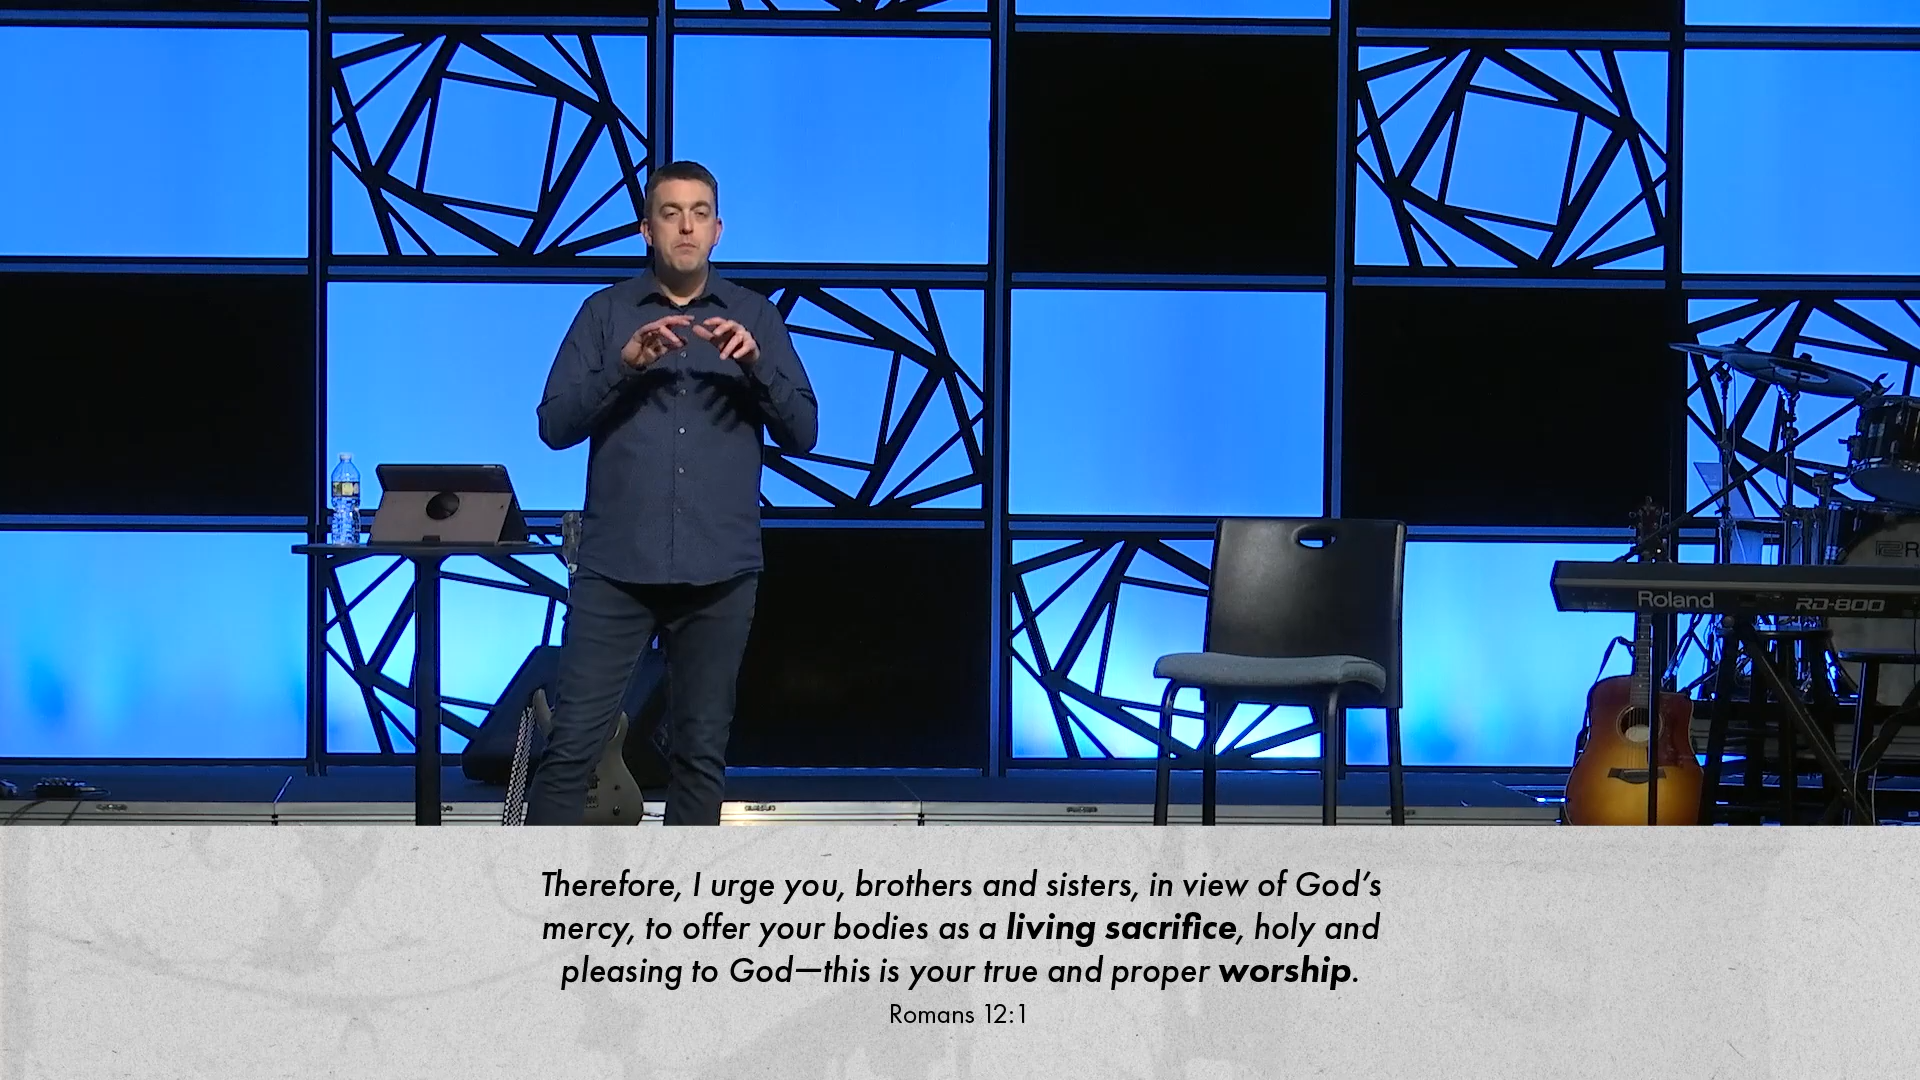 Roland
RD-800
Therefore, I urge you, brothers and sisters, in view of God's
mercy, to offer your bodies as a living sacrifice, holy and
pleasing to God—this is your true and proper worship.
Romans 12:1